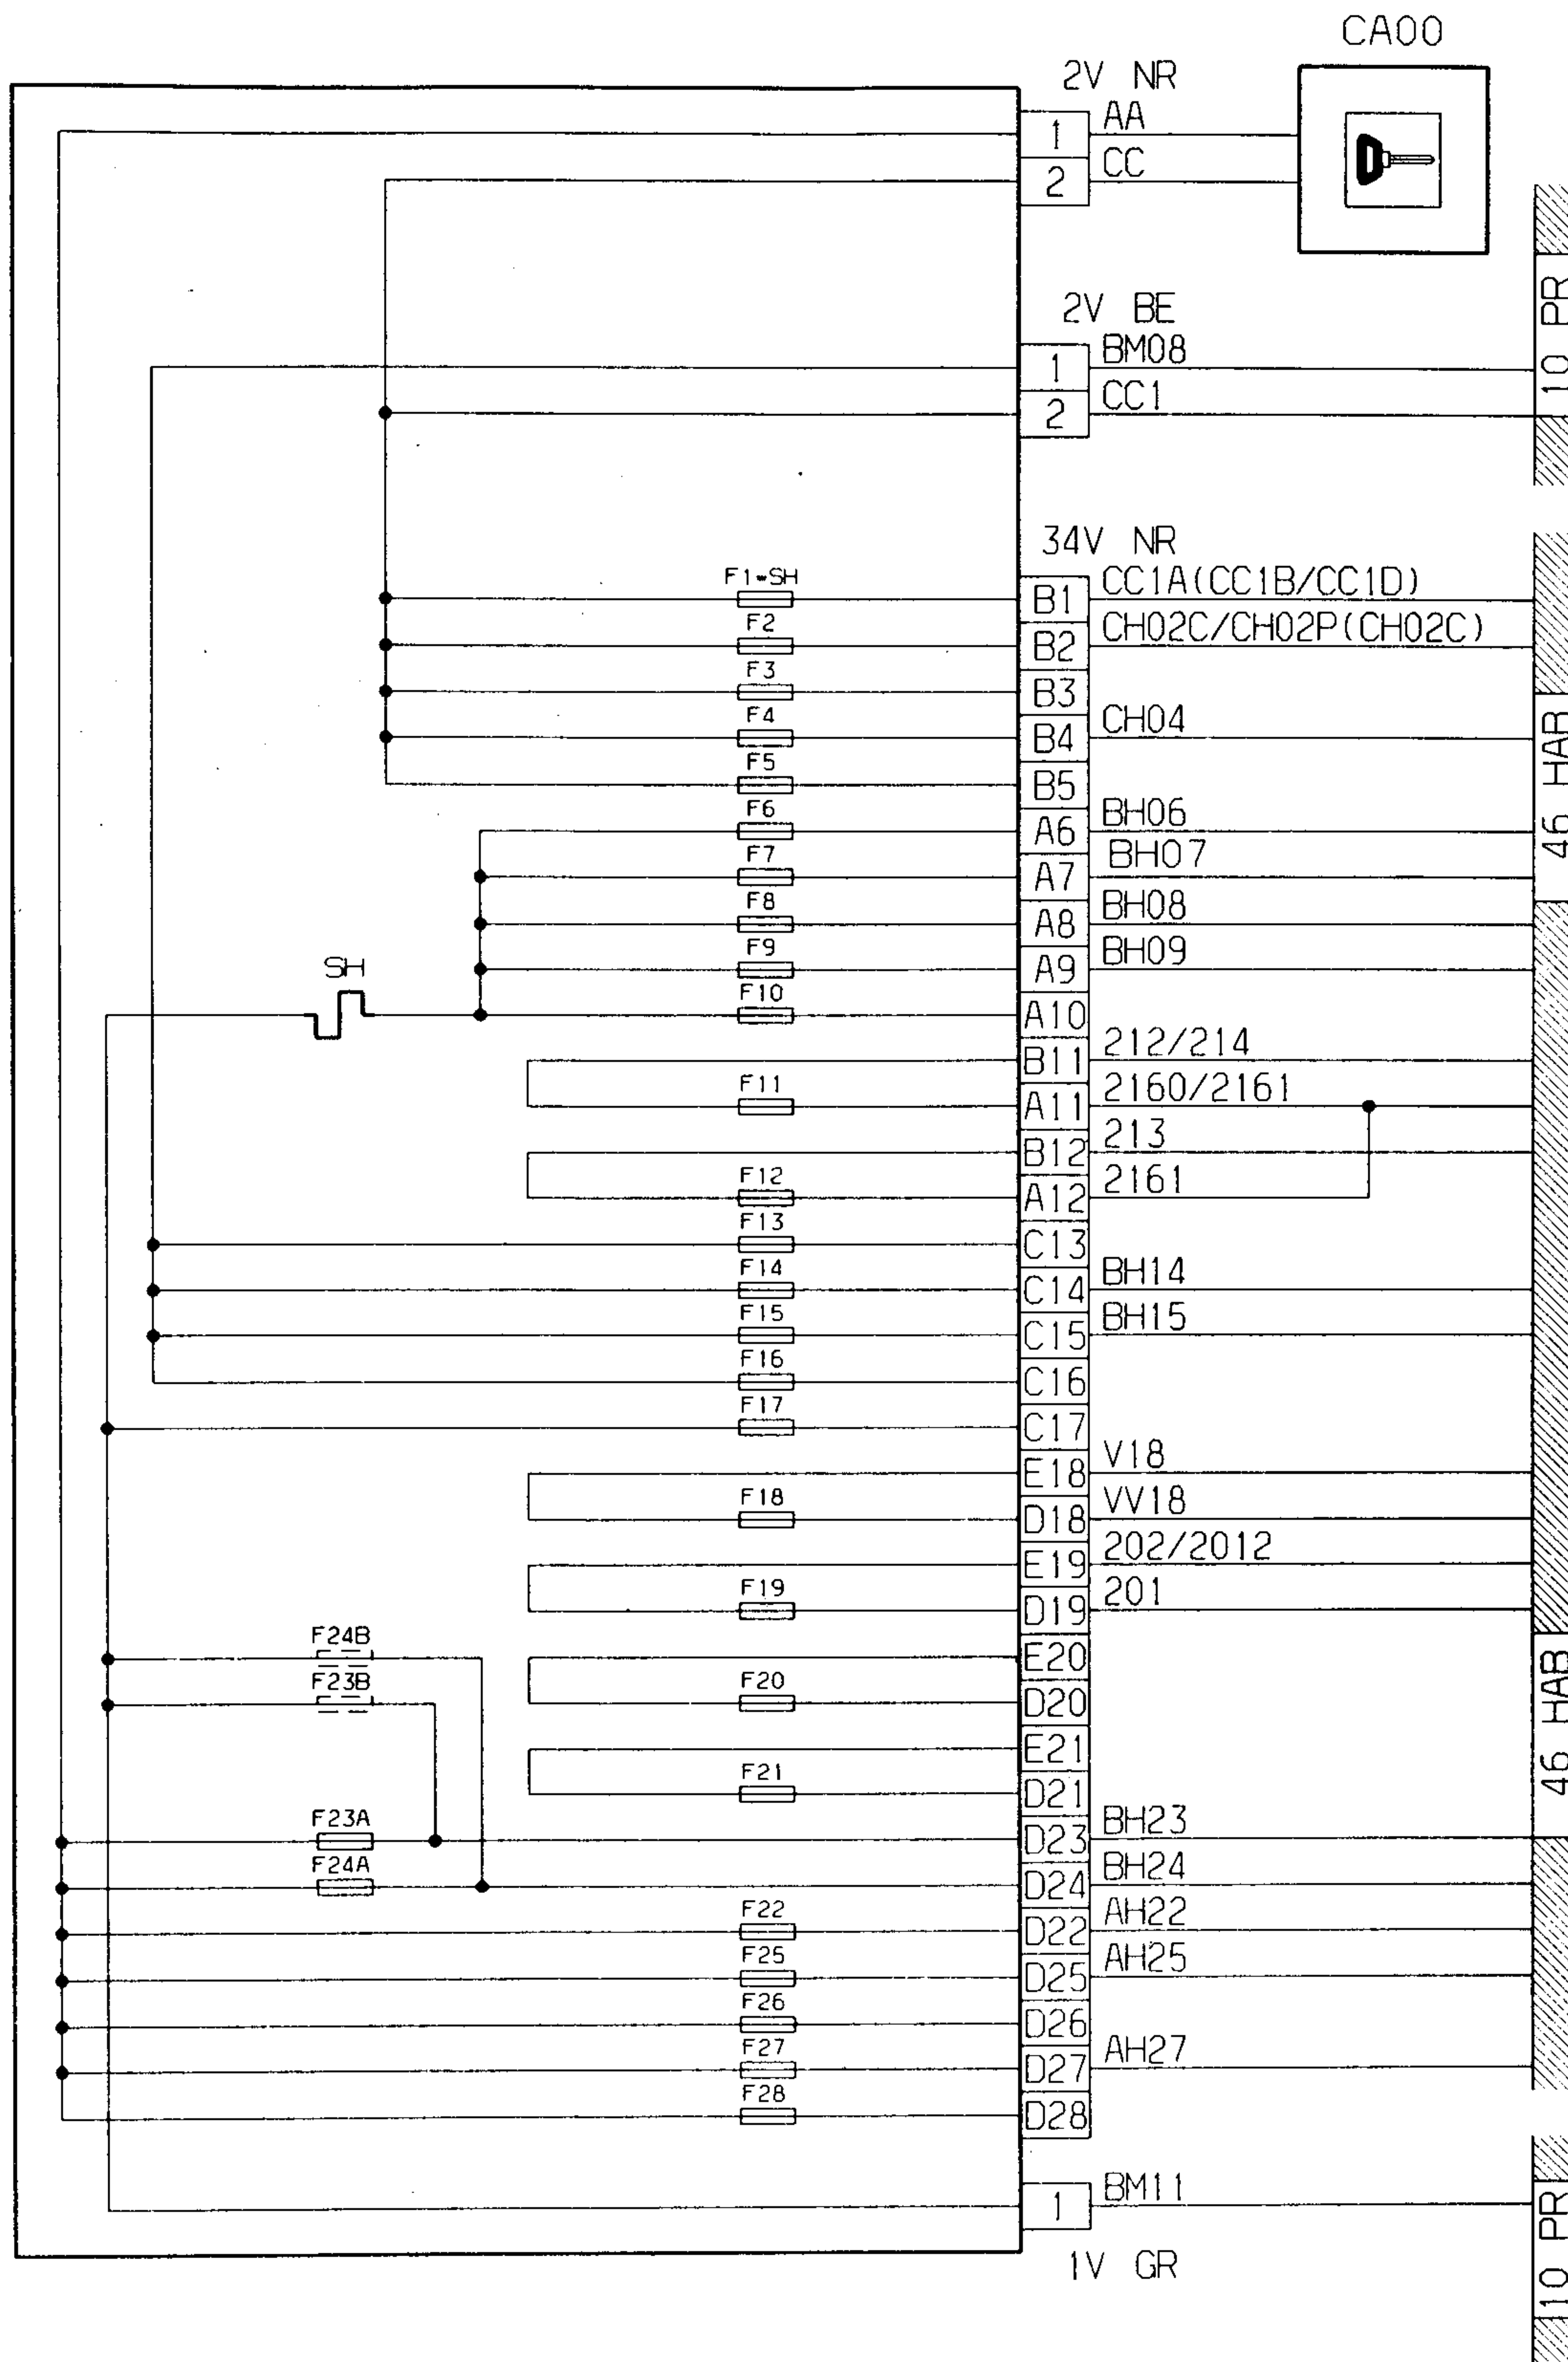 CA00
2V NR
1 AA
2 CC
2V BE
1 BM08
2 CC1
10 PR
34V NR
F1-SH B1 CC1A(CC1B/CC1D)
F2 B2 CH02C/CH02P(CH02C)
F3 B3
F4 B4 CH04
F5 B5
F6 A6 BH06
F7 A7 BH07
F8 A8 BH08
F9 A9 BH09
46 HAB
SH
F10 A10
B11 212/214
F11 A11 2160/2161
B12 213
F12 A12 2161
F13 C13
F14 C14 BH14
F15 C15 BH15
F16 C16
F17 C17
E18 V18
F18 D18 VV18
E19 202/2012
F19 D19 201
F24B E20
F23B F20 D20
E21
F21 D21
46 HAB
F23A D23 BH23
F24A D24 BH24
F22 D22 AH22
F25 D25 AH25
F26 D26
F27 D27 AH27
F28 D28
1 BM11
1V GR
10 PR